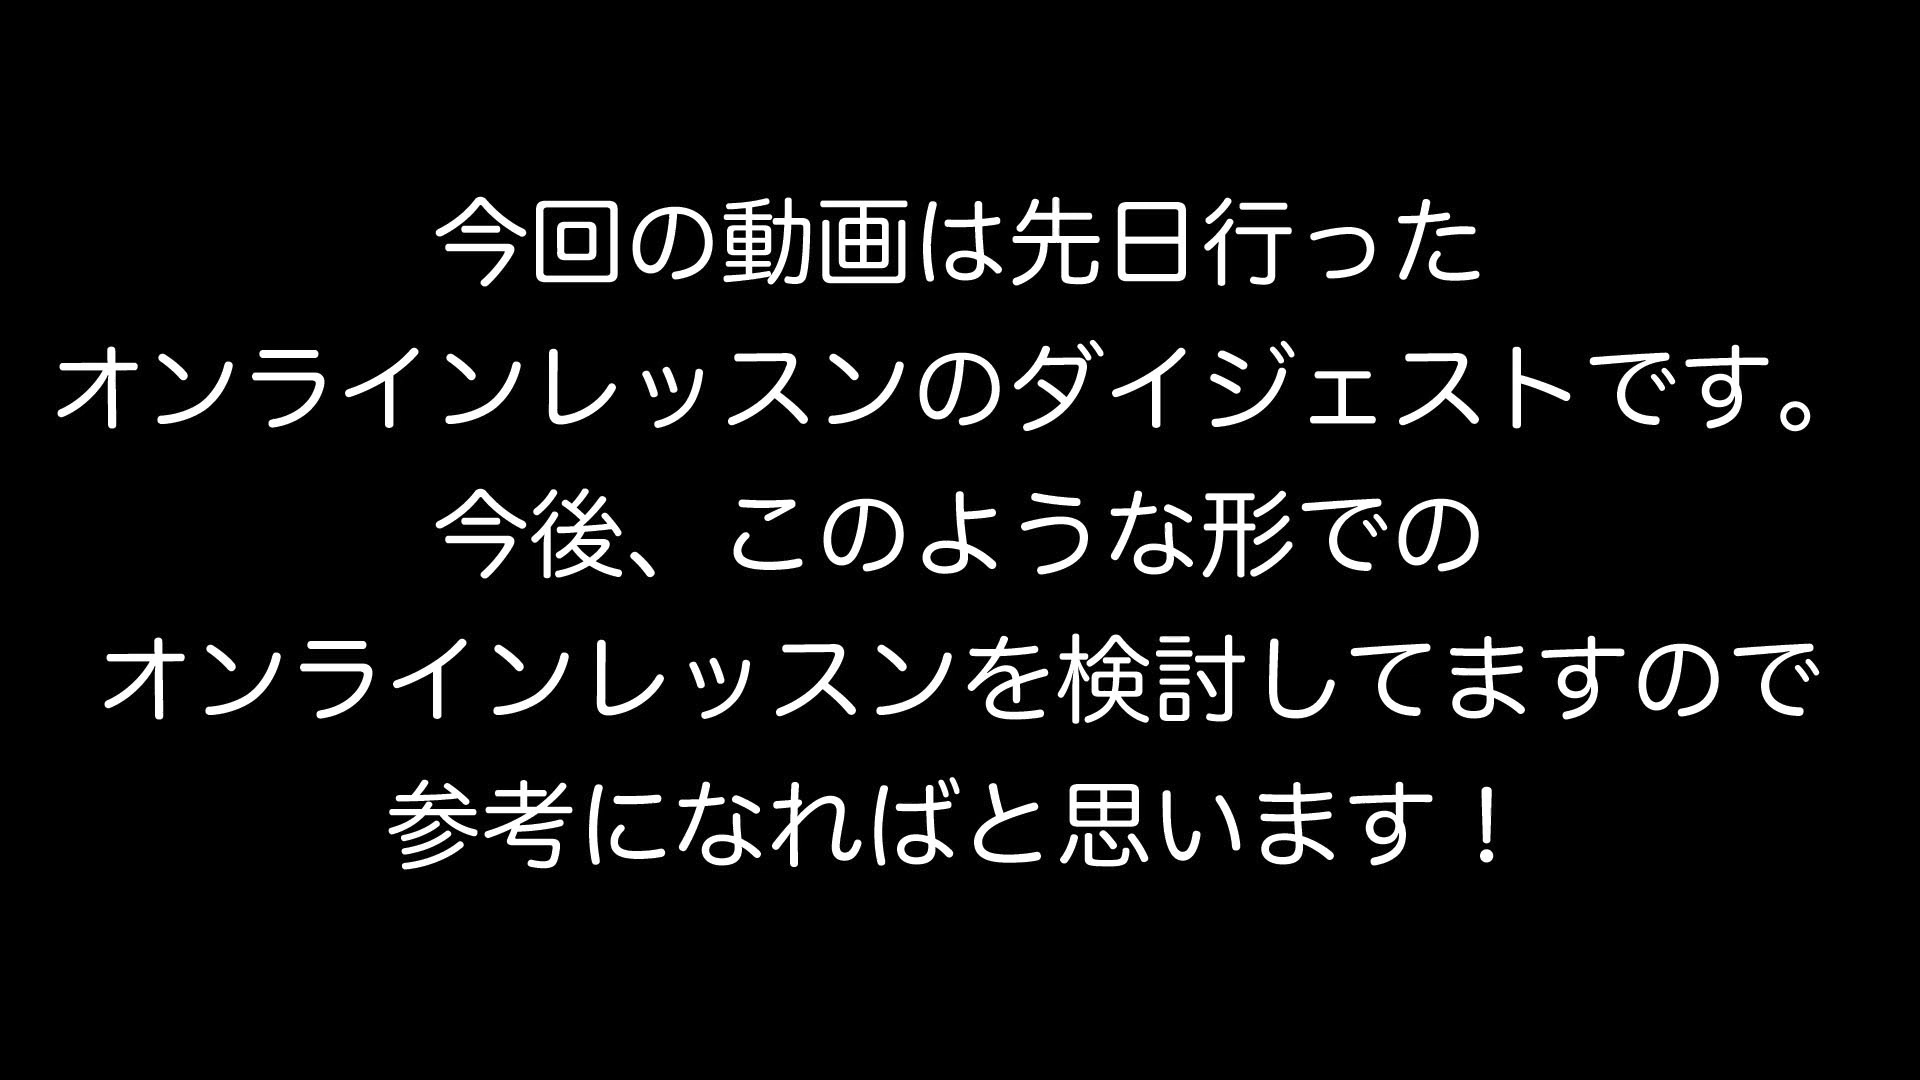 今回の動画は先日行った
オンラインレッスンのダイジェストです。
今後、このような形での
オンラインレッスンを検討してますので
参考になればと思います！